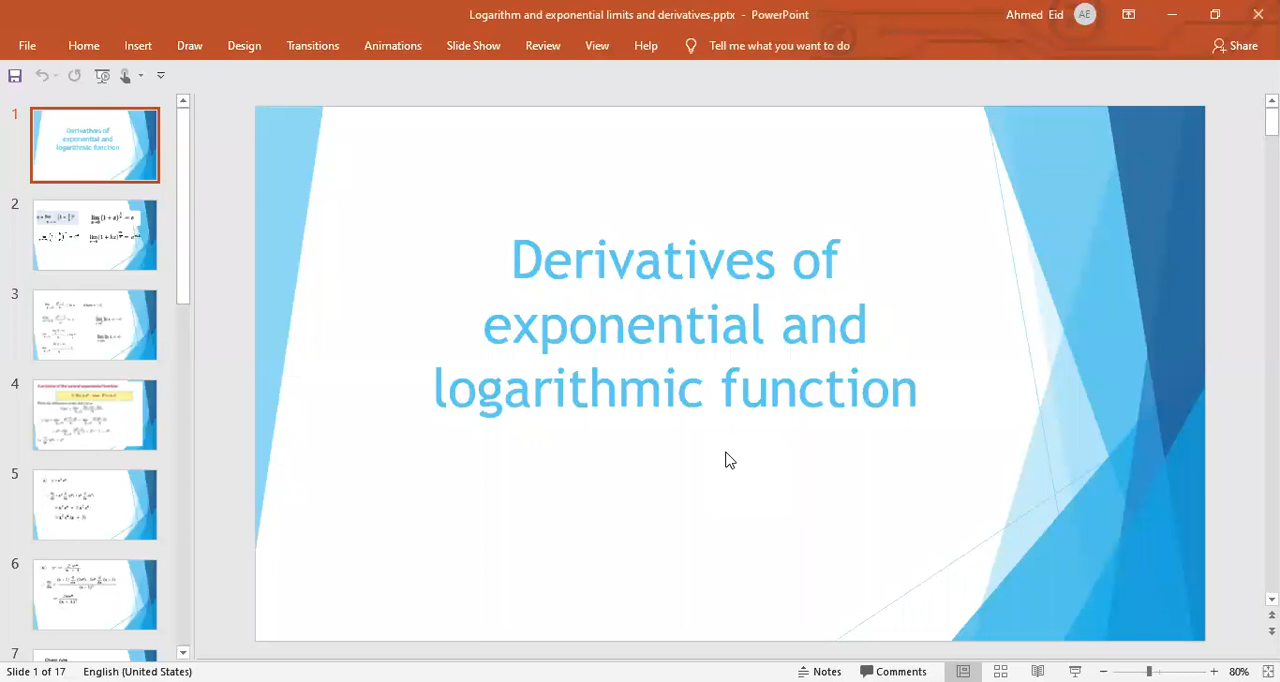 Logarithm and exponential limits and derivatives.pptx - PowerPoint
Ahmed Eid AE
File Home Insert Draw Design Transitions Animations Slide Show Review View Help Tell me what you want to do Share
1
Derivatives of
exponential and
logarithmic function
2
3
4
5
6
7
Chain rule
Derivatives of
exponential and
logarithmic function
Slide 1 of 17 English (United States) Notes Comments 80%